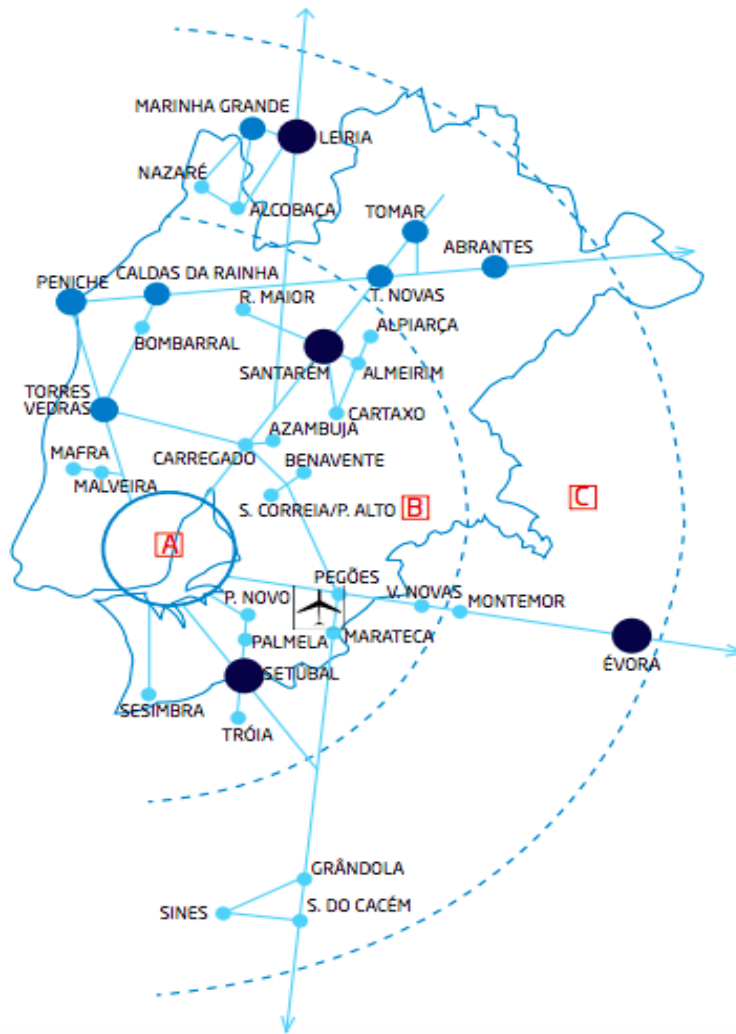 MARINHA GRANDE
LEIRIA
NAZARÉ
ALCOBAÇA
TOMAR
ABRANTES
CALDAS DA RAINHA
PENICHE
R. MAIOR
T. NOVAS
ALPIARÇA
BOMBARRAL
SANTARÉM
ALMEIRIM
TORRES
VEDRAS
CARTAXO
AZAMBUJA
MAFRA
CARREGADO
BENAVENTE
MALVEIRA
S. CORREIA/P. ALTO
B
C
A
PEGÕES
P. NOVO
V. NOVAS
MONTEMOR
PALMELA
MARATECA
ÉVORA
SETÚBAL
SESIMBRA
TRÓIA
GRÂNDOLA
SINES
S. DO CACÉM